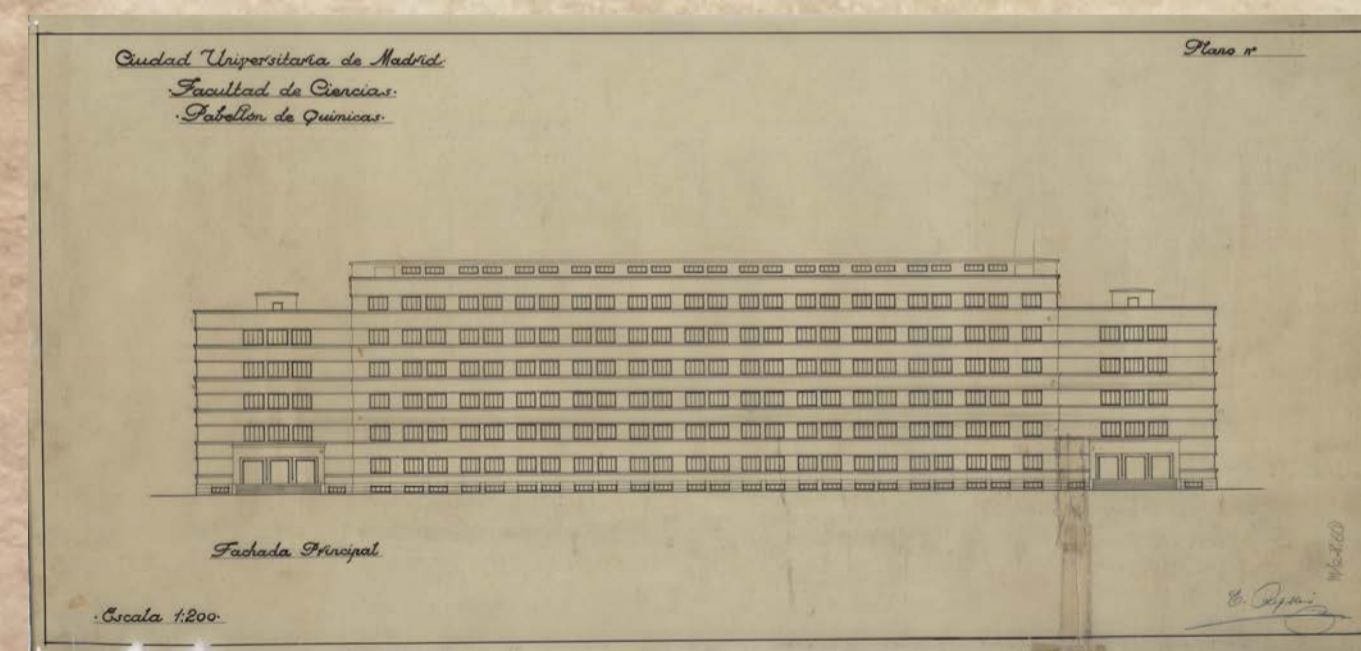 Ciudad Universitaria de Madrid.
Plano nº
·Facultad de Ciencias.
·Pabellón de Químicas.
Fachada Principal
·Escala 1:200·